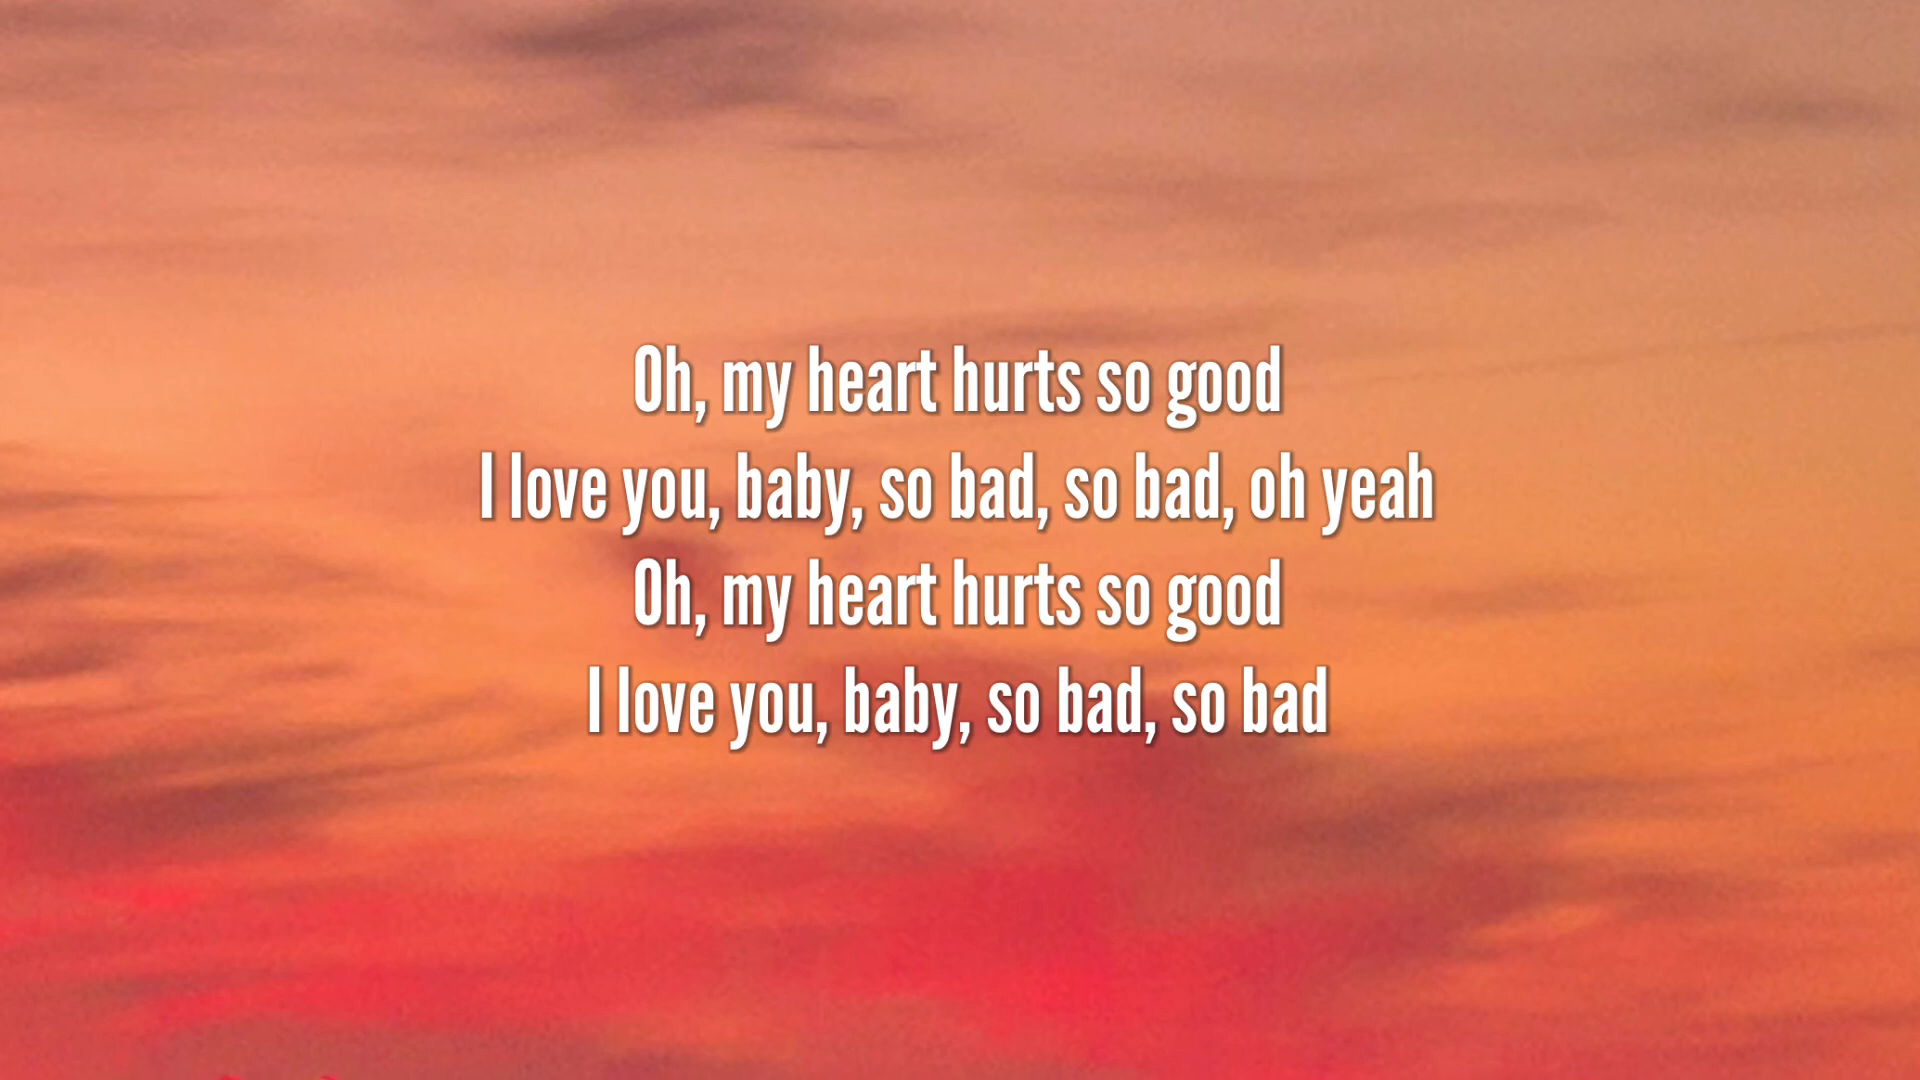 Oh, my heart hurts so good
I love you, baby, so bad, so bad, oh yeah
Oh, my heart hurts so good
I love you, baby, so bad, so bad